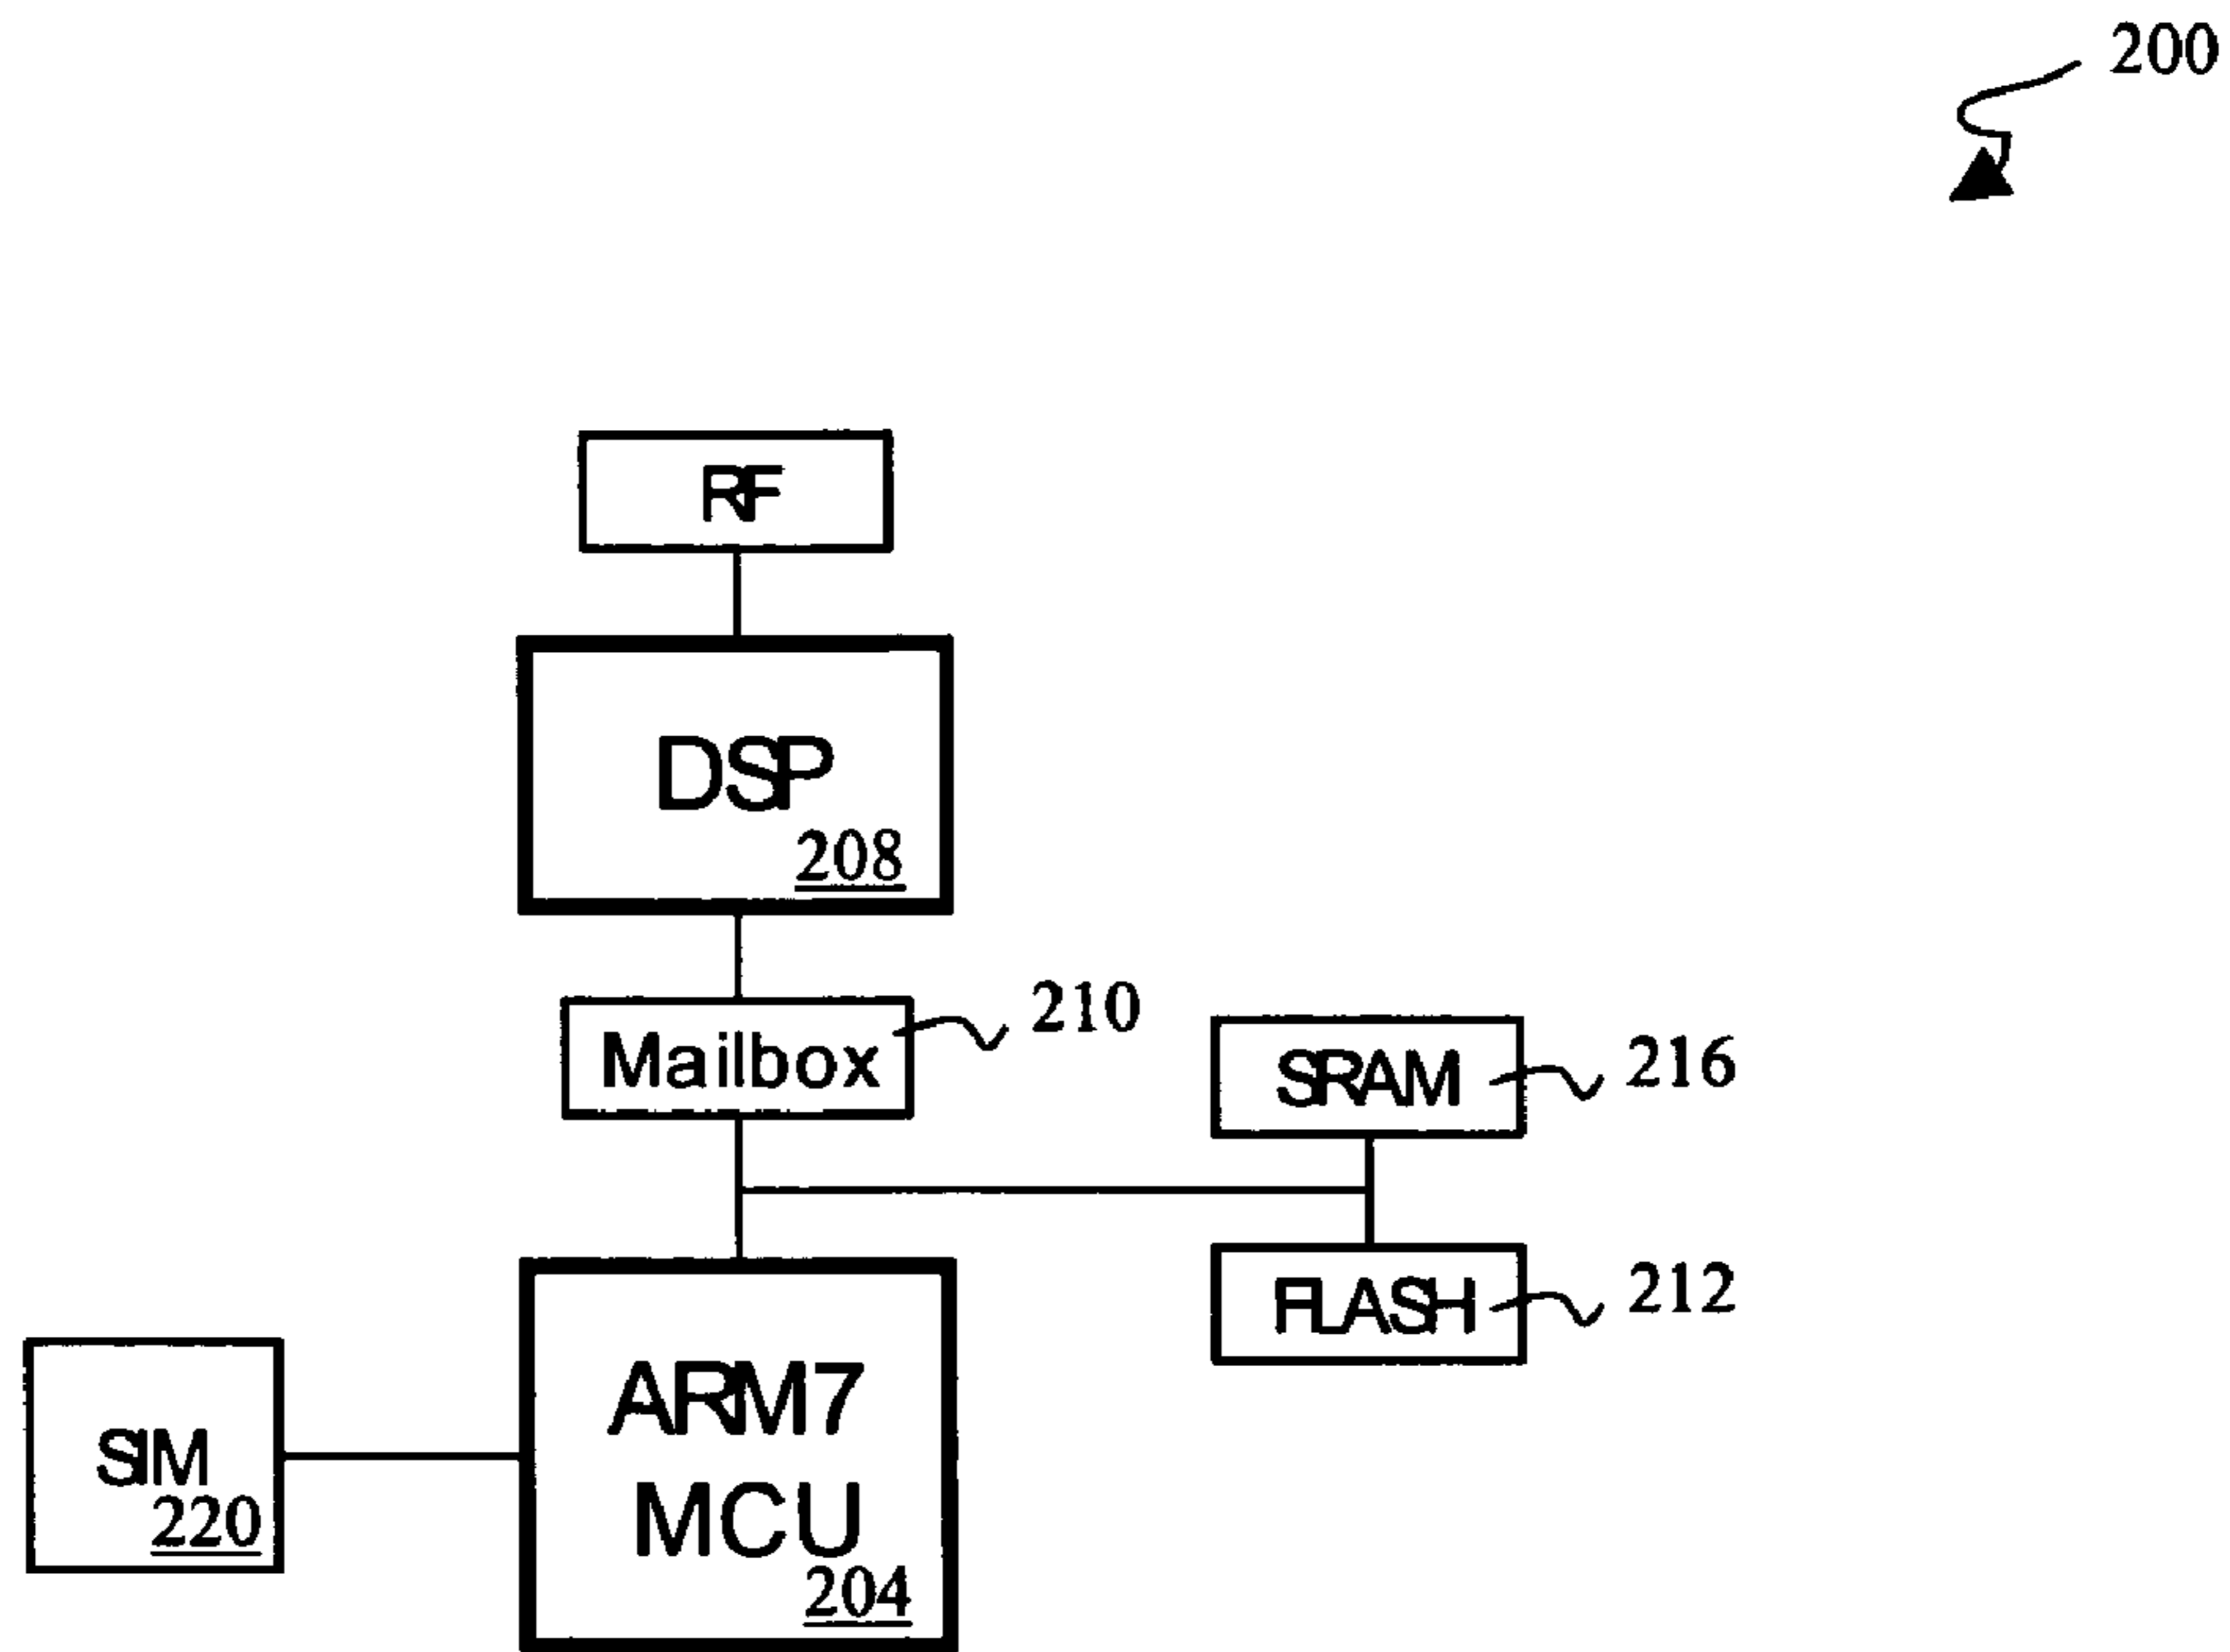 200
RF
DSP
208
Mailbox
210
SRAM
216
FLASH
212
ARM7
MCU
204
SIM
220